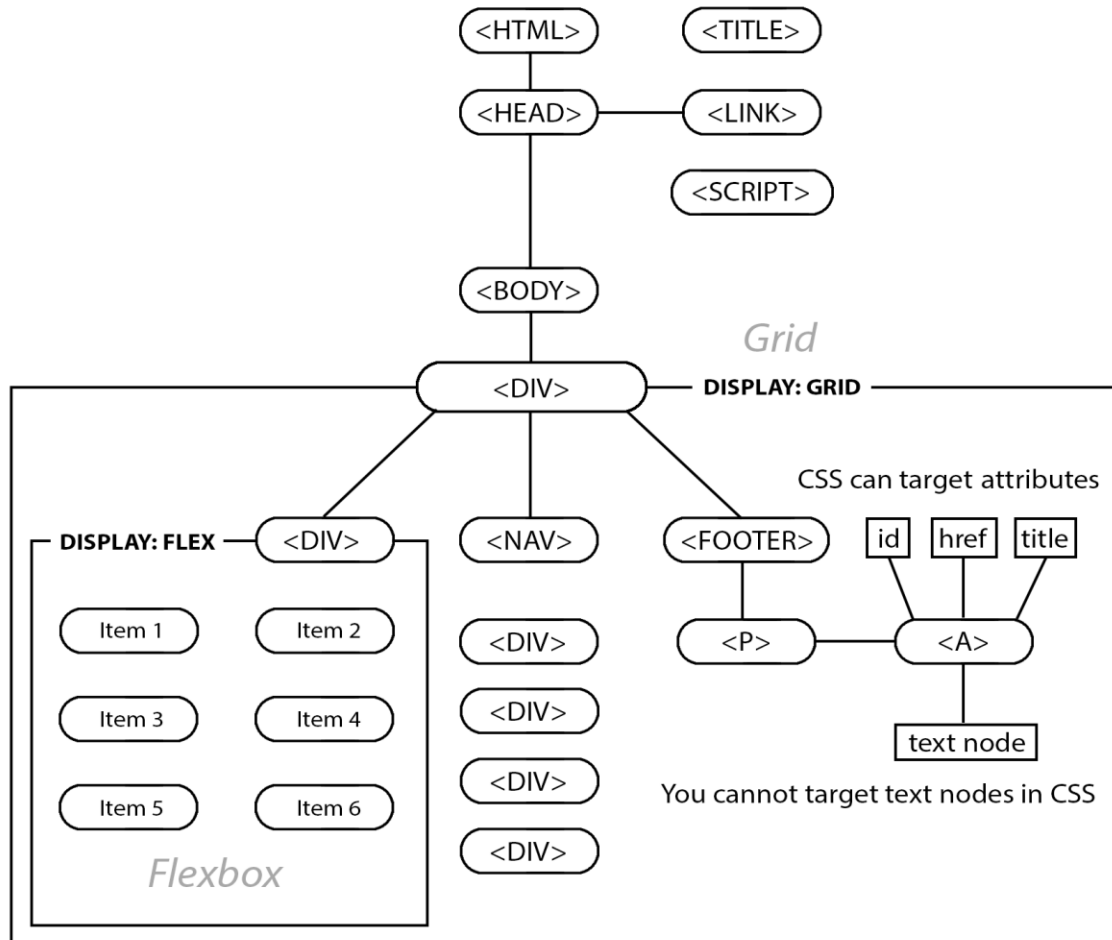 <HTML>
<TITLE>
<HEAD>
<LINK>
<SCRIPT>
<BODY>
Grid
<DIV>
DISPLAY: GRID
CSS can target attributes
DISPLAY: FLEX
<DIV>
<NAV>
<FOOTER>
id
href
title
Item 1
Item 2
<DIV>
<P>
<A>
Item 3
Item 4
<DIV>
text node
Item 5
Item 6
<DIV>
You cannot target text nodes in CSS
<DIV>
Flexbox